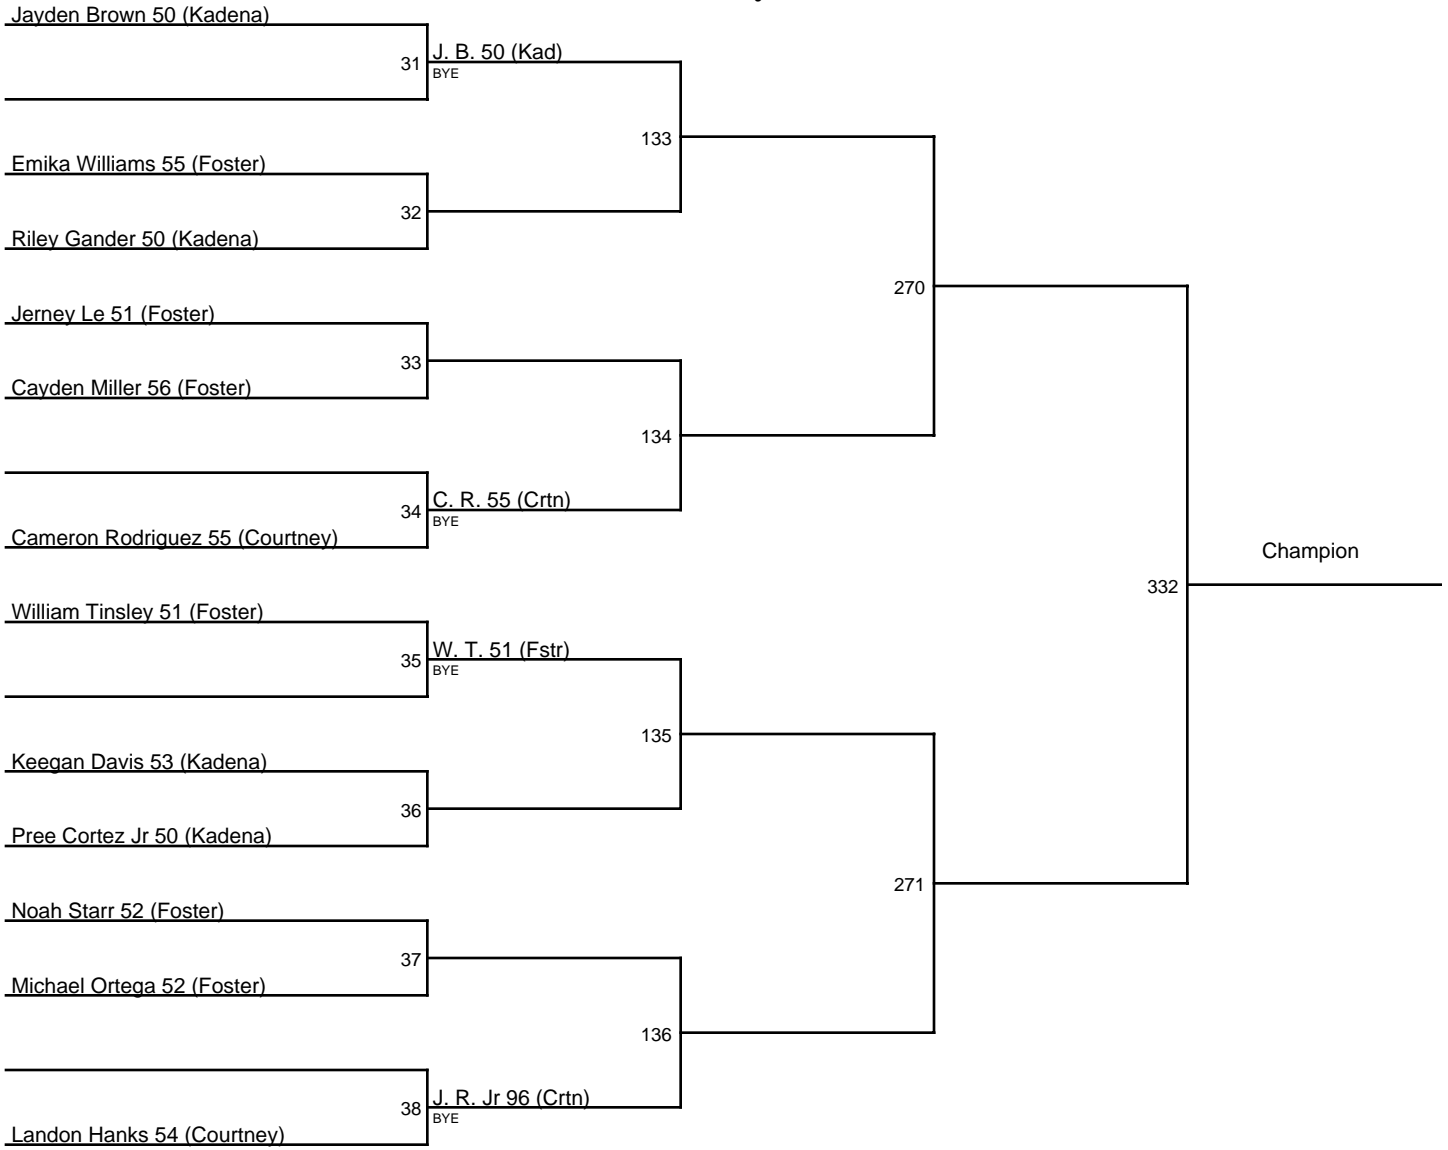 Jayden Brown 50 (Kadena)
31
J. B. 50 (Kad)
BYE
133
Emika Williams 55 (Foster)
32
Riley Gander 50 (Kadena)
270
Jerney Le 51 (Foster)
33
Cayden Miller 56 (Foster)
134
34
C. R. 55 (Crtn)
BYE
Cameron Rodriguez 55 (Courtney)
Champion
332
William Tinsley 51 (Foster)
35
W. T. 51 (Fstr)
BYE
135
Keegan Davis 53 (Kadena)
36
Pree Cortez Jr 50 (Kadena)
271
Noah Starr 52 (Foster)
37
Michael Ortega 52 (Foster)
136
38
J. R. Jr 96 (Crtn)
BYE
Landon Hanks 54 (Courtney)